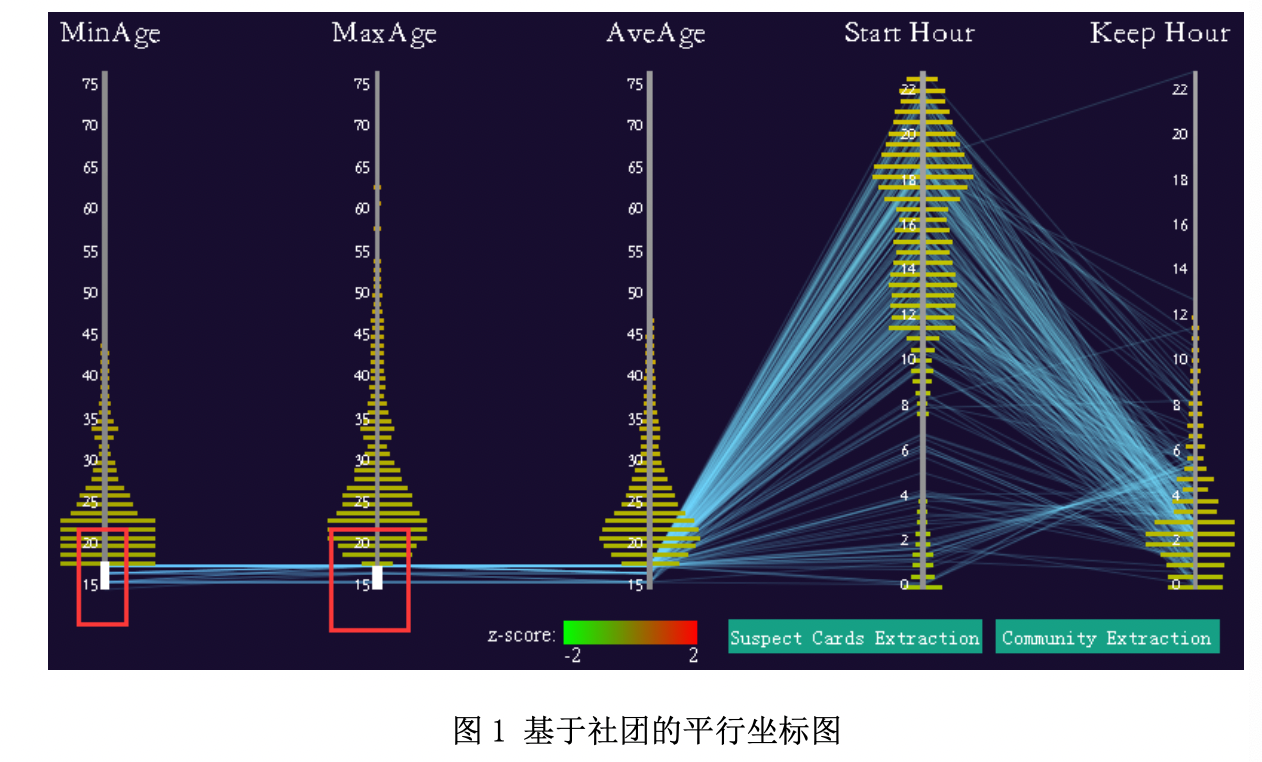 MinAge MaxAge AveAge Start Hour Keep Hour
75 75 75 22 22
70 70 70 20 20
65 65 65 18 18
60 60 60 16 16
55 55 55 14 14
50 50 50 12 12
45 45 45 10 10
40 40 40 8 8
35 35 35 6 6
30 30 30 4 4
25 25 25 2 2
20 20 20 0 0
15 15 15
z-score: -2 2
Suspect Cards Extraction
Community Extraction
图 1 基于社团的平行坐标图